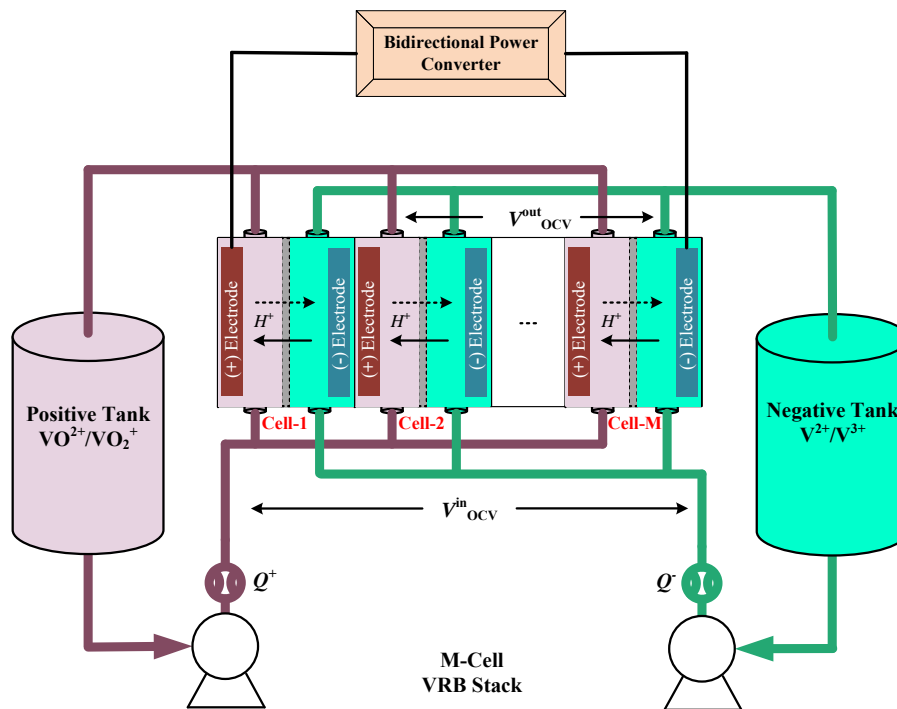 Bidirectional Power
Converter
V^out_OCV
(+) Electrode
H⁺
(-) Electrode
(+) Electrode
H⁺
(-) Electrode
...
(+) Electrode
H⁺
(-) Electrode
Cell-1
Cell-2
Cell-M
Positive Tank
VO²⁺/VO₂⁺
Negative Tank
V²⁺/V³⁺
V^in_OCV
Q⁺
Q⁻
M-Cell
VRB Stack